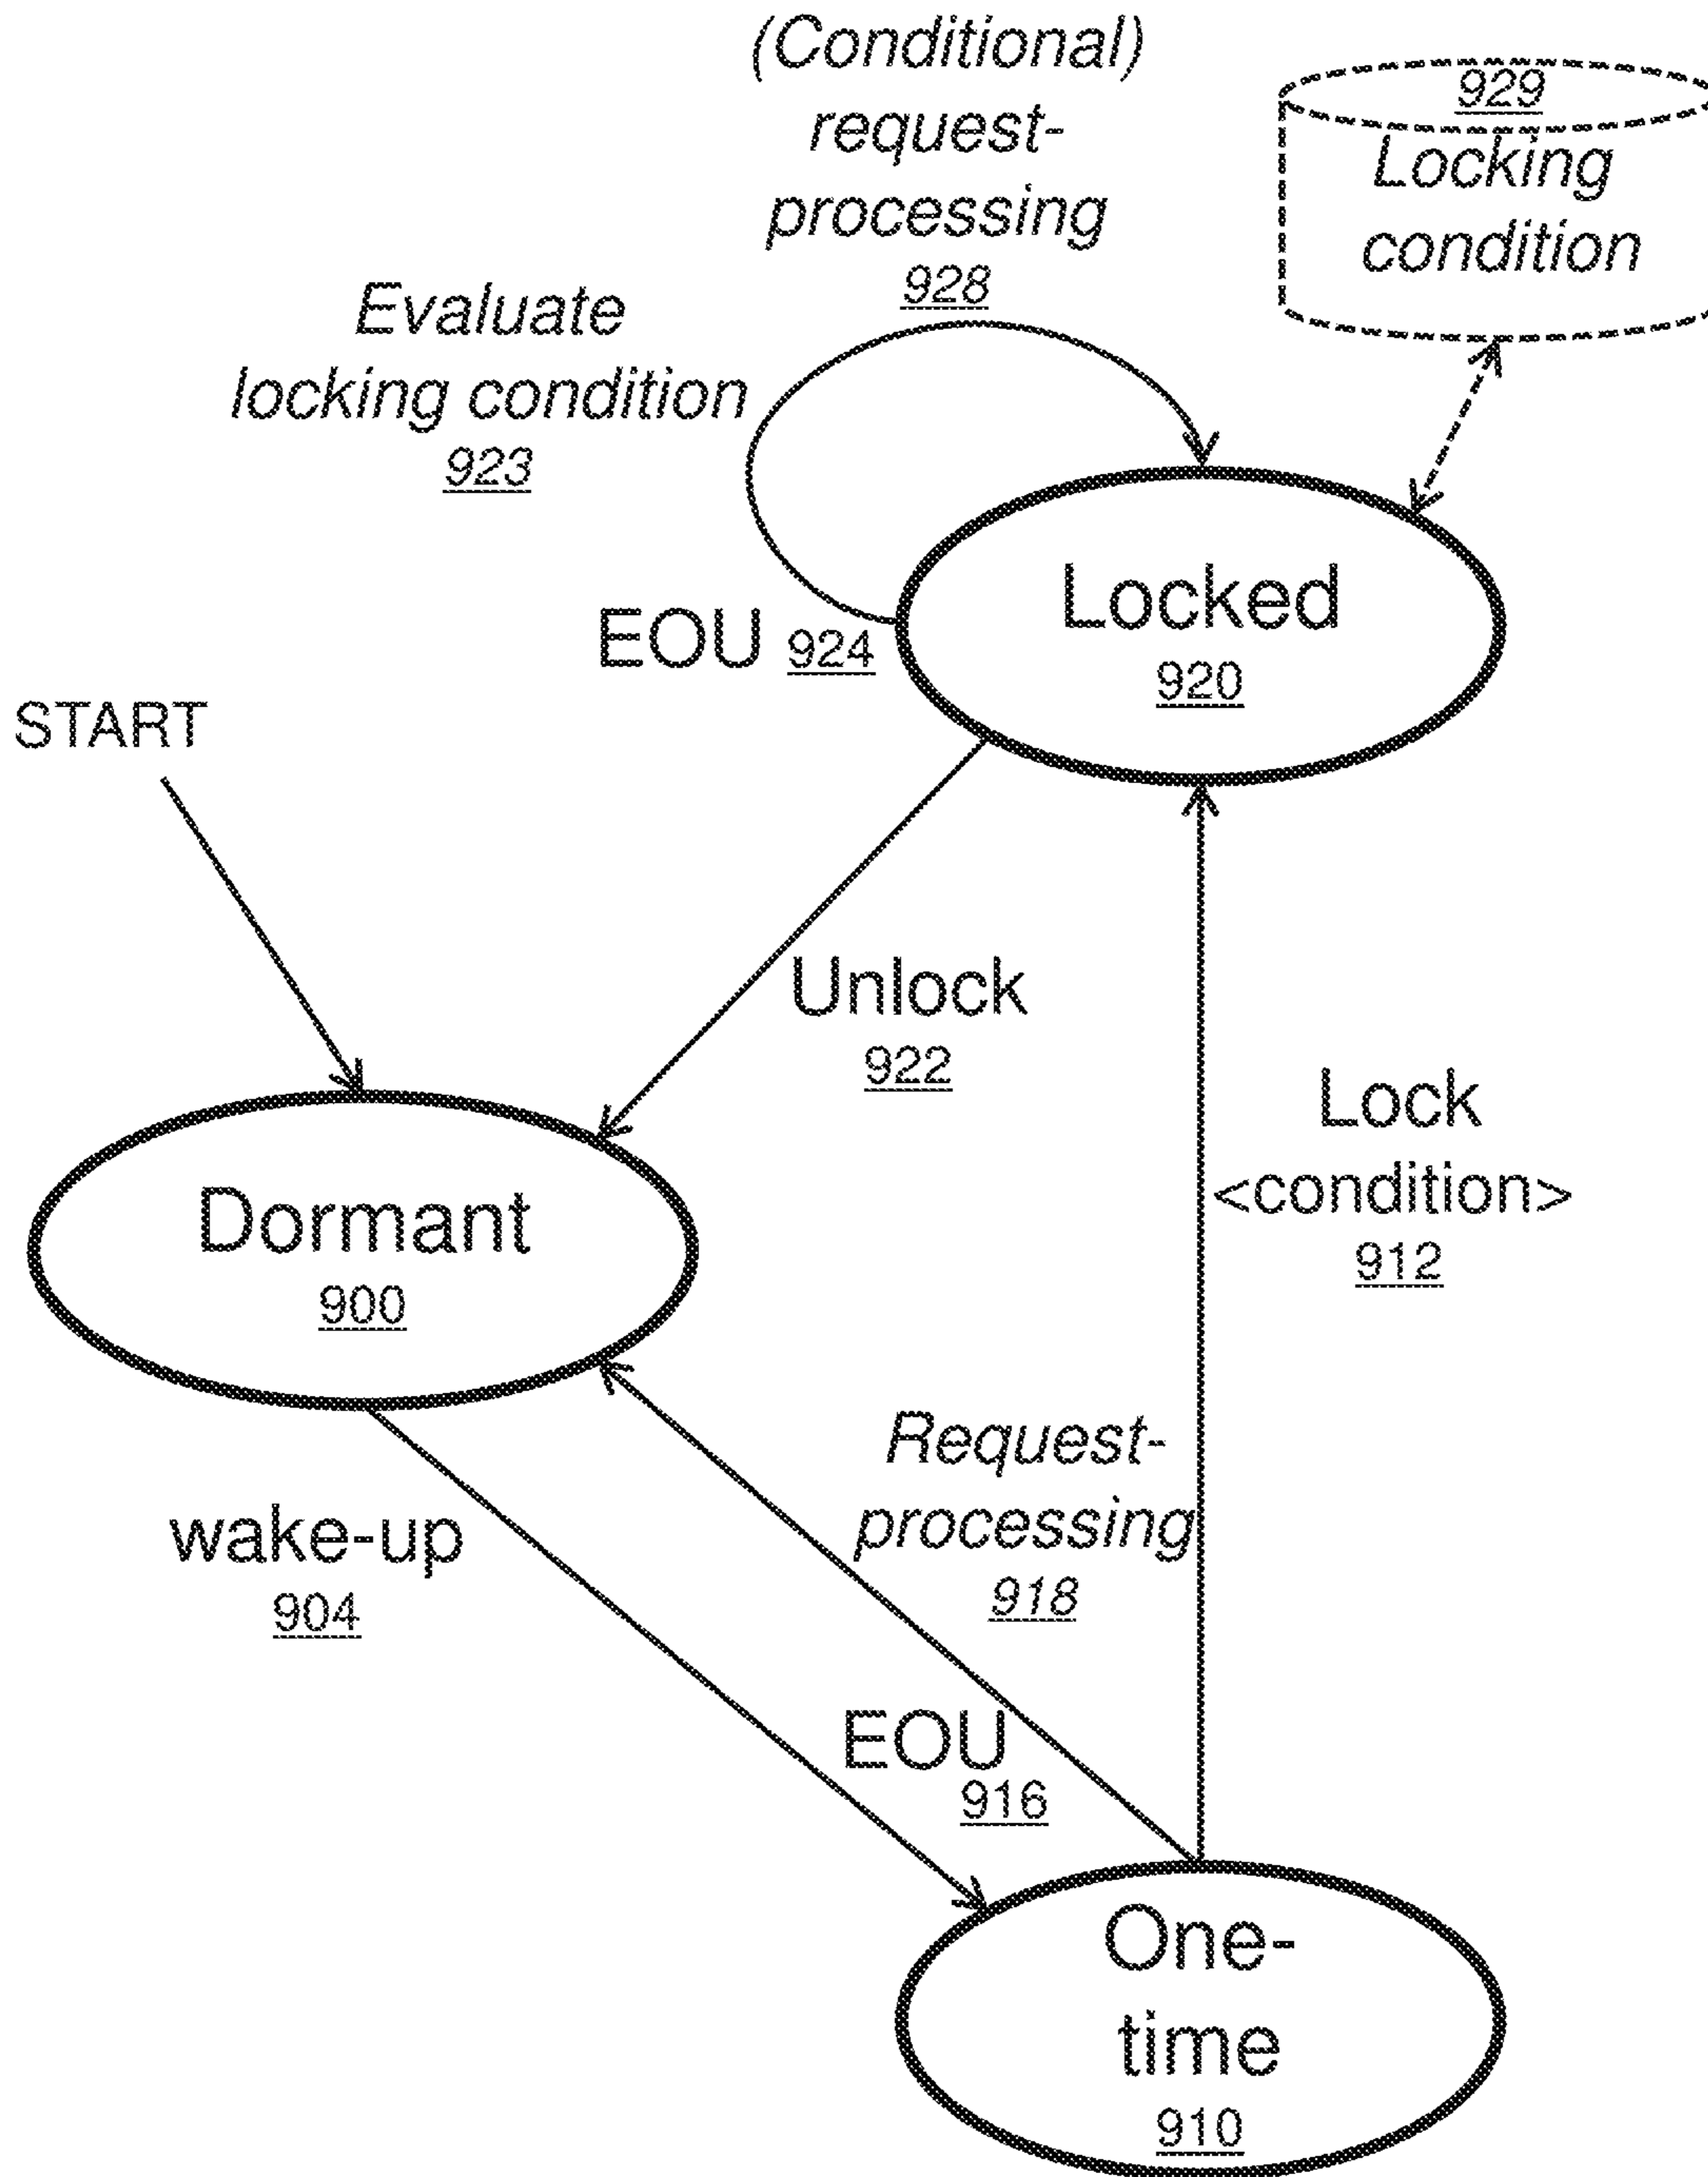 (Conditional)
request-
processing
928
929
Locking
condition
Evaluate
locking condition
923
EOU 924
Locked
920
START
Unlock
922
Lock
<condition>
912
Dormant
900
Request-
processing
918
wake-up
904
EOU
916
One-
time
910